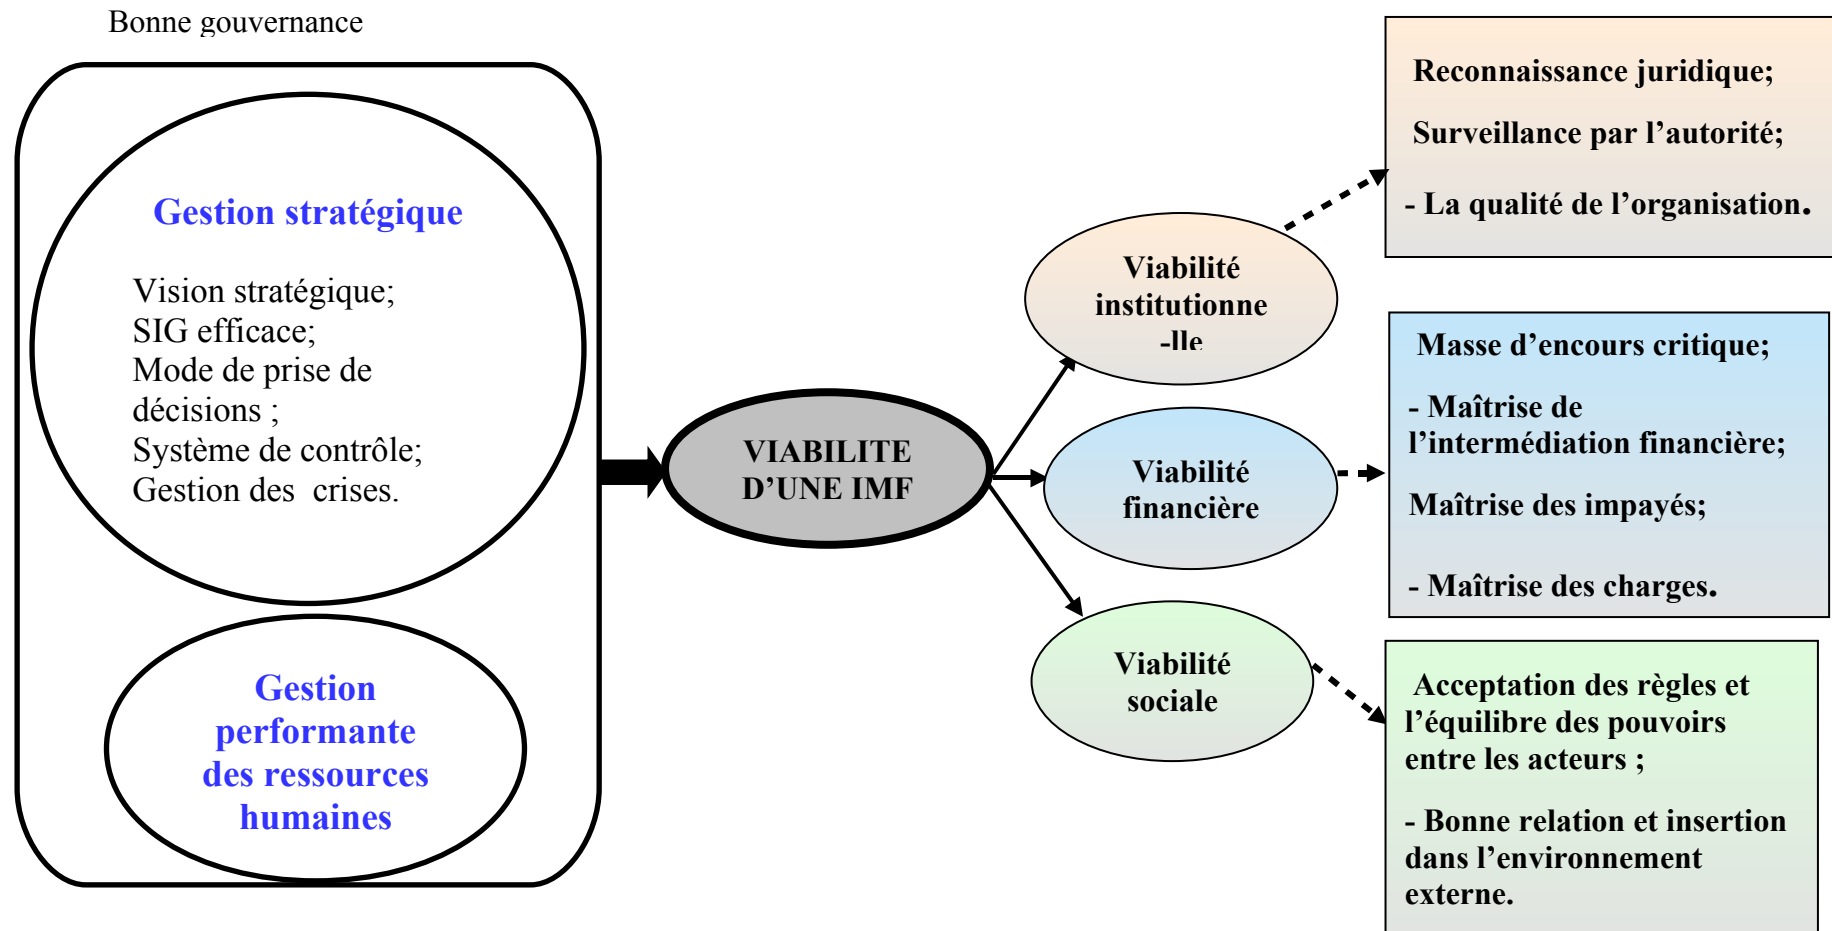 Bonne gouvernance
Gestion stratégique
Vision stratégique;
SIG efficace;
Mode de prise de
décisions ;
Système de contrôle;
Gestion des  crises.
Gestion
performante
des ressources
humaines
VIABILITE
D’UNE IMF
Viabilité
institutionne
-lle
Viabilité
financière
Viabilité
sociale
Reconnaissance juridique;
Surveillance par l’autorité;
- La qualité de l’organisation.
Masse d’encours critique;
- Maîtrise de
l’intermédiation financière;
Maîtrise des impayés;
- Maîtrise des charges.
Acceptation des règles et
l’équilibre des pouvoirs
entre les acteurs ;
- Bonne relation et insertion
dans l’environnement
externe.